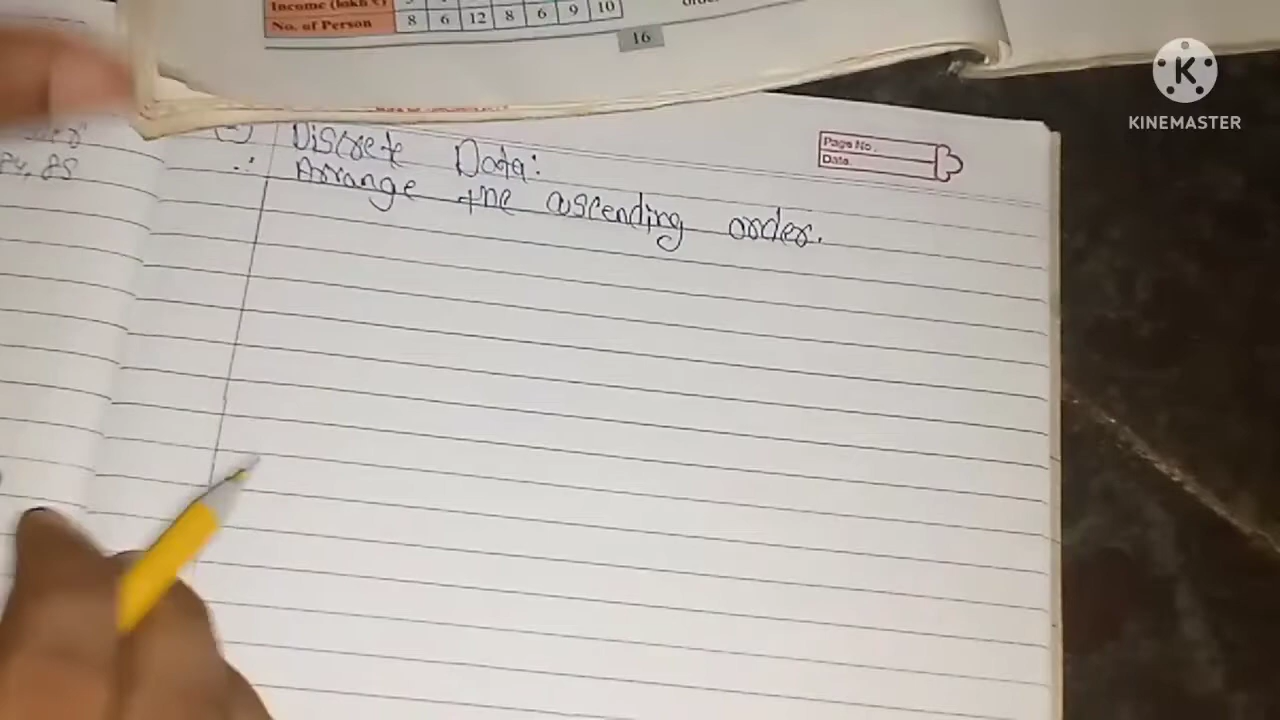 Income (lakh ₹)
No. of Person 8 6 12 8 6 9 10
16
KINEMASTER
Page No.
Date
Discrete Data:
∴ Arrange the ascending order.